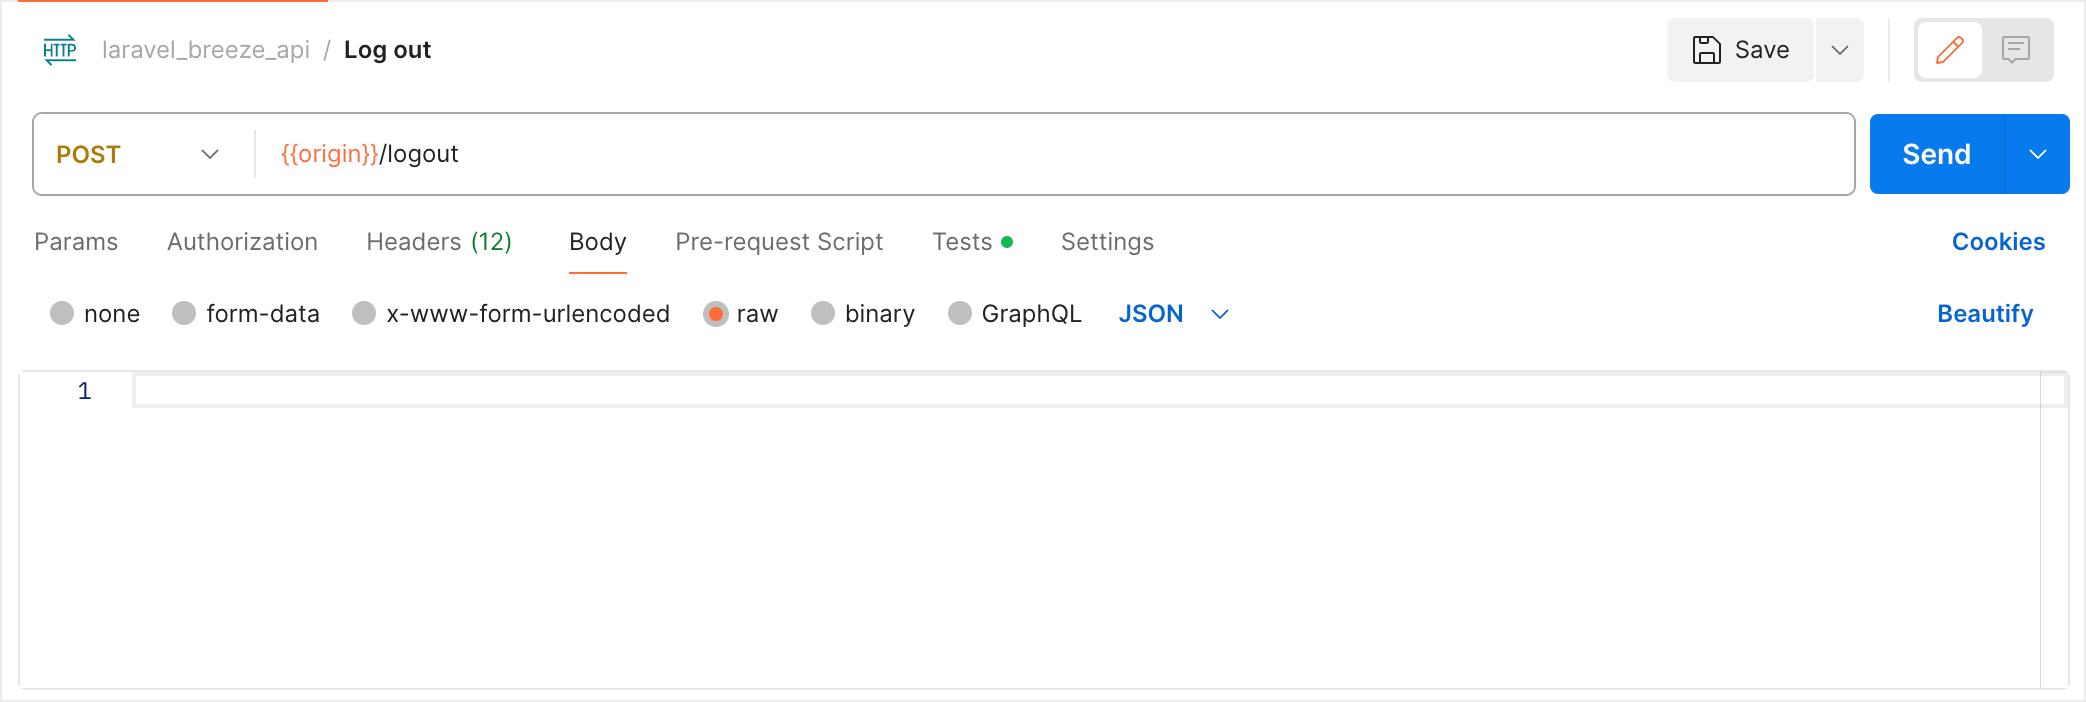 HTTP laravel_breeze_api / Log out Save
POST {{origin}}/logout Send
Params Authorization Headers (12) Body Pre-request Script Tests Settings Cookies
none form-data x-www-form-urlencoded raw binary GraphQL JSON Beautify
1